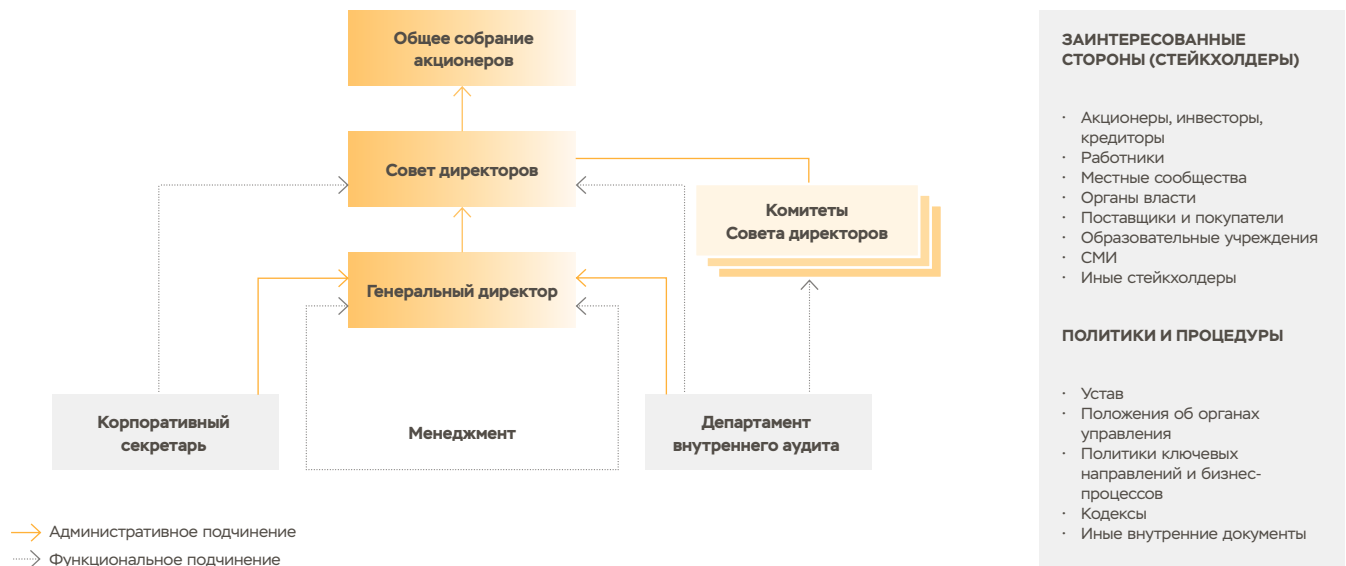 Общее собрание
акционеров
Совет директоров
Комитеты
Совета директоров
Генеральный директор
Корпоративный
секретарь
Менеджмент
Департамент
внутреннего аудита
Административное подчинение
Функциональное подчинение
ЗАИНТЕРЕСОВАННЫЕ
СТОРОНЫ (СТЕЙКХОЛДЕРЫ)
· Акционеры, инвесторы,
кредиторы
· Работники
· Местные сообщества
· Органы власти
· Поставщики и покупатели
· Образовательные учреждения
· СМИ
· Иные стейкхолдеры
ПОЛИТИКИ И ПРОЦЕДУРЫ
· Устав
· Положения об органах
управления
· Политики ключевых
направлений и бизнес-
процессов
· Кодексы
· Иные внутренние документы